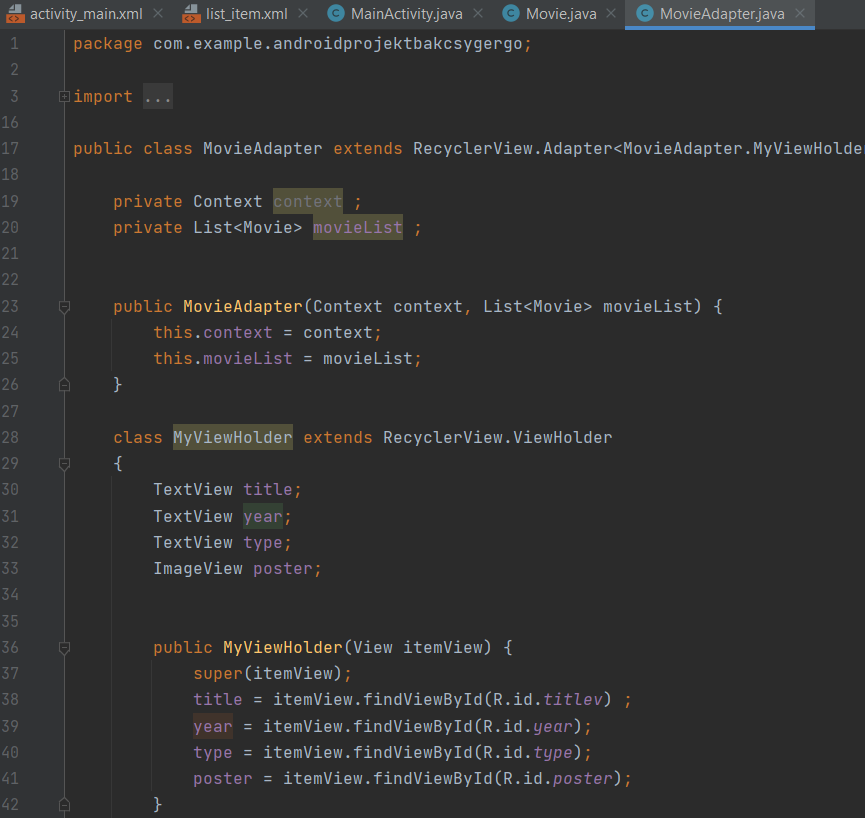 activity_main.xml list_item.xml MainActivity.java Movie.java MovieAdapter.java
1 package com.example.androidprojektbakcsygergo;
2
3 import ...
16
17 public class MovieAdapter extends RecyclerView.Adapter<MovieAdapter.MyViewHolde
18
19 private Context context ;
20 private List<Movie> movieList ;
21
22
23 public MovieAdapter(Context context, List<Movie> movieList) {
24 this.context = context;
25 this.movieList = movieList;
26 }
27
28 class MyViewHolder extends RecyclerView.ViewHolder
29 {
30 TextView title;
31 TextView year;
32 TextView type;
33 ImageView poster;
34
35
36 public MyViewHolder(View itemView) {
37 super(itemView);
38 title = itemView.findViewById(R.id.titlev) ;
39 year = itemView.findViewById(R.id.year);
40 type = itemView.findViewById(R.id.type);
41 poster = itemView.findViewById(R.id.poster);
42 }